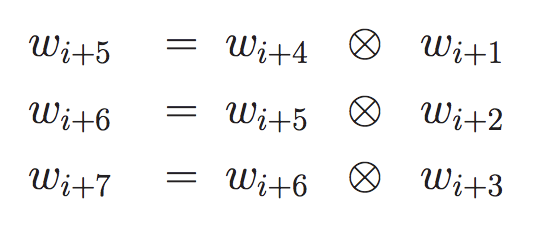 w_{i+5} = w_{i+4} ⊗ w_{i+1}
w_{i+6} = w_{i+5} ⊗ w_{i+2}
w_{i+7} = w_{i+6} ⊗ w_{i+3}